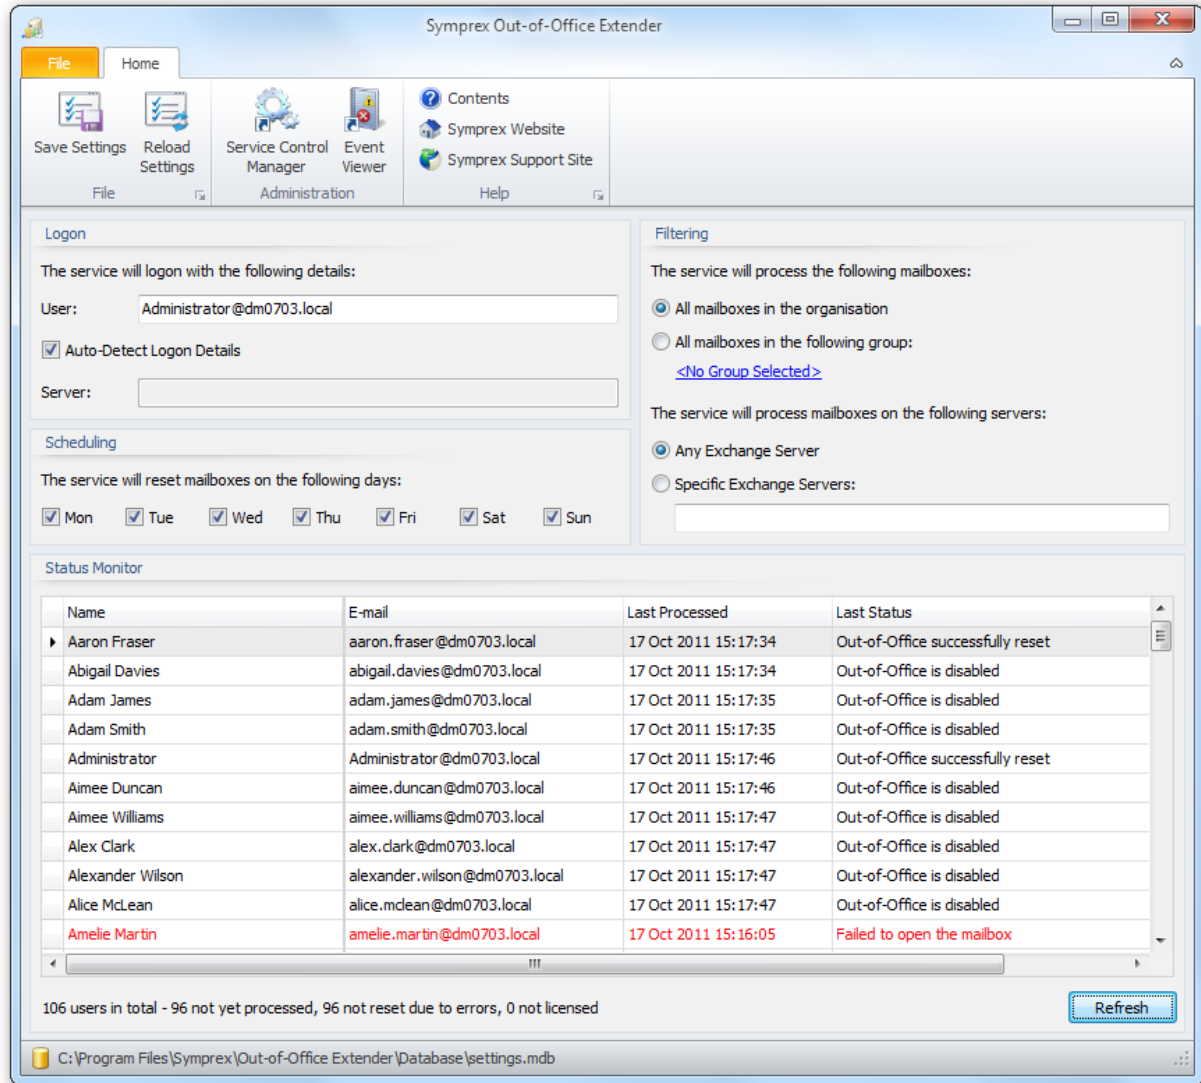 Symprex Out-of-Office Extender
File Home
Save Settings
Reload Settings
File
Service Control Manager
Event Viewer
Administration
Contents
Symprex Website
Symprex Support Site
Help
Logon
The service will logon with the following details:
User: Administrator@dm0703.local
Auto-Detect Logon Details
Server:
Scheduling
The service will reset mailboxes on the following days:
Mon Tue Wed Thu Fri Sat Sun
Filtering
The service will process the following mailboxes:
All mailboxes in the organisation
All mailboxes in the following group:
<No Group Selected>
The service will process mailboxes on the following servers:
Any Exchange Server
Specific Exchange Servers:
Status Monitor
Name E-mail Last Processed Last Status
Aaron Fraser aaron.fraser@dm0703.local 17 Oct 2011 15:17:34 Out-of-Office successfully reset
Abigail Davies abigail.davies@dm0703.local 17 Oct 2011 15:17:34 Out-of-Office is disabled
Adam James adam.james@dm0703.local 17 Oct 2011 15:17:35 Out-of-Office is disabled
Adam Smith adam.smith@dm0703.local 17 Oct 2011 15:17:35 Out-of-Office is disabled
Administrator Administrator@dm0703.local 17 Oct 2011 15:17:46 Out-of-Office successfully reset
Aimee Duncan aimee.duncan@dm0703.local 17 Oct 2011 15:17:46 Out-of-Office is disabled
Aimee Williams aimee.williams@dm0703.local 17 Oct 2011 15:17:47 Out-of-Office is disabled
Alex Clark alex.clark@dm0703.local 17 Oct 2011 15:17:47 Out-of-Office is disabled
Alexander Wilson alexander.wilson@dm0703.local 17 Oct 2011 15:17:47 Out-of-Office is disabled
Alice McLean alice.mclean@dm0703.local 17 Oct 2011 15:17:47 Out-of-Office is disabled
Amelie Martin amelie.martin@dm0703.local 17 Oct 2011 15:16:05 Failed to open the mailbox
106 users in total - 96 not yet processed, 96 not reset due to errors, 0 not licensed
Refresh
C:\Program Files\Symprex\Out-of-Office Extender\Database\settings.mdb